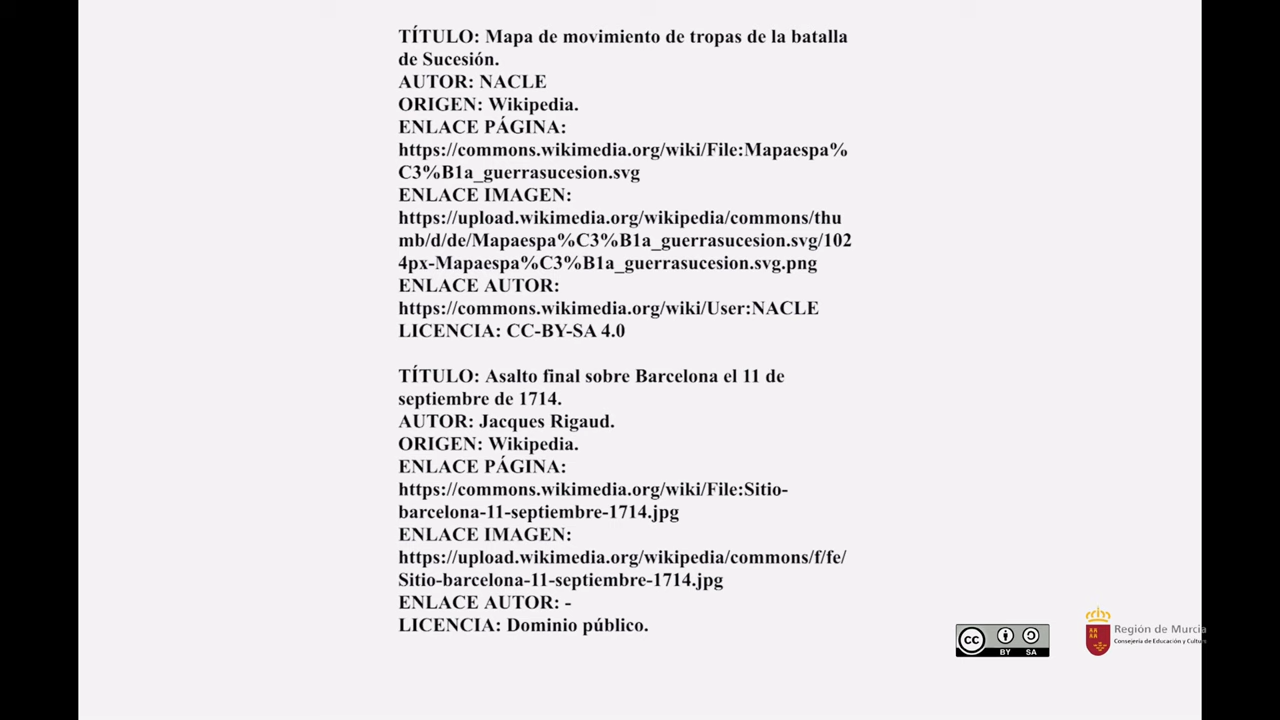 TÍTULO: Mapa de movimiento de tropas de la batalla
de Sucesión.
AUTOR: NACLE
ORIGEN: Wikipedia.
ENLACE PÁGINA:
https://commons.wikimedia.org/wiki/File:Mapaespa%
C3%B1a_guerrasucesion.svg
ENLACE IMAGEN:
https://upload.wikimedia.org/wikipedia/commons/thu
mb/d/de/Mapaespa%C3%B1a_guerrasucesion.svg/102
4px-Mapaespa%C3%B1a_guerrasucesion.svg.png
ENLACE AUTOR:
https://commons.wikimedia.org/wiki/User:NACLE
LICENCIA: CC-BY-SA 4.0
TÍTULO: Asalto final sobre Barcelona el 11 de
septiembre de 1714.
AUTOR: Jacques Rigaud.
ORIGEN: Wikipedia.
ENLACE PÁGINA:
https://commons.wikimedia.org/wiki/File:Sitio-
barcelona-11-septiembre-1714.jpg
ENLACE IMAGEN:
https://upload.wikimedia.org/wikipedia/commons/f/fe/
Sitio-barcelona-11-septiembre-1714.jpg
ENLACE AUTOR: -
LICENCIA: Dominio público.
cc BY SA
Región de Murcia
Consejería de Educación y Cultura